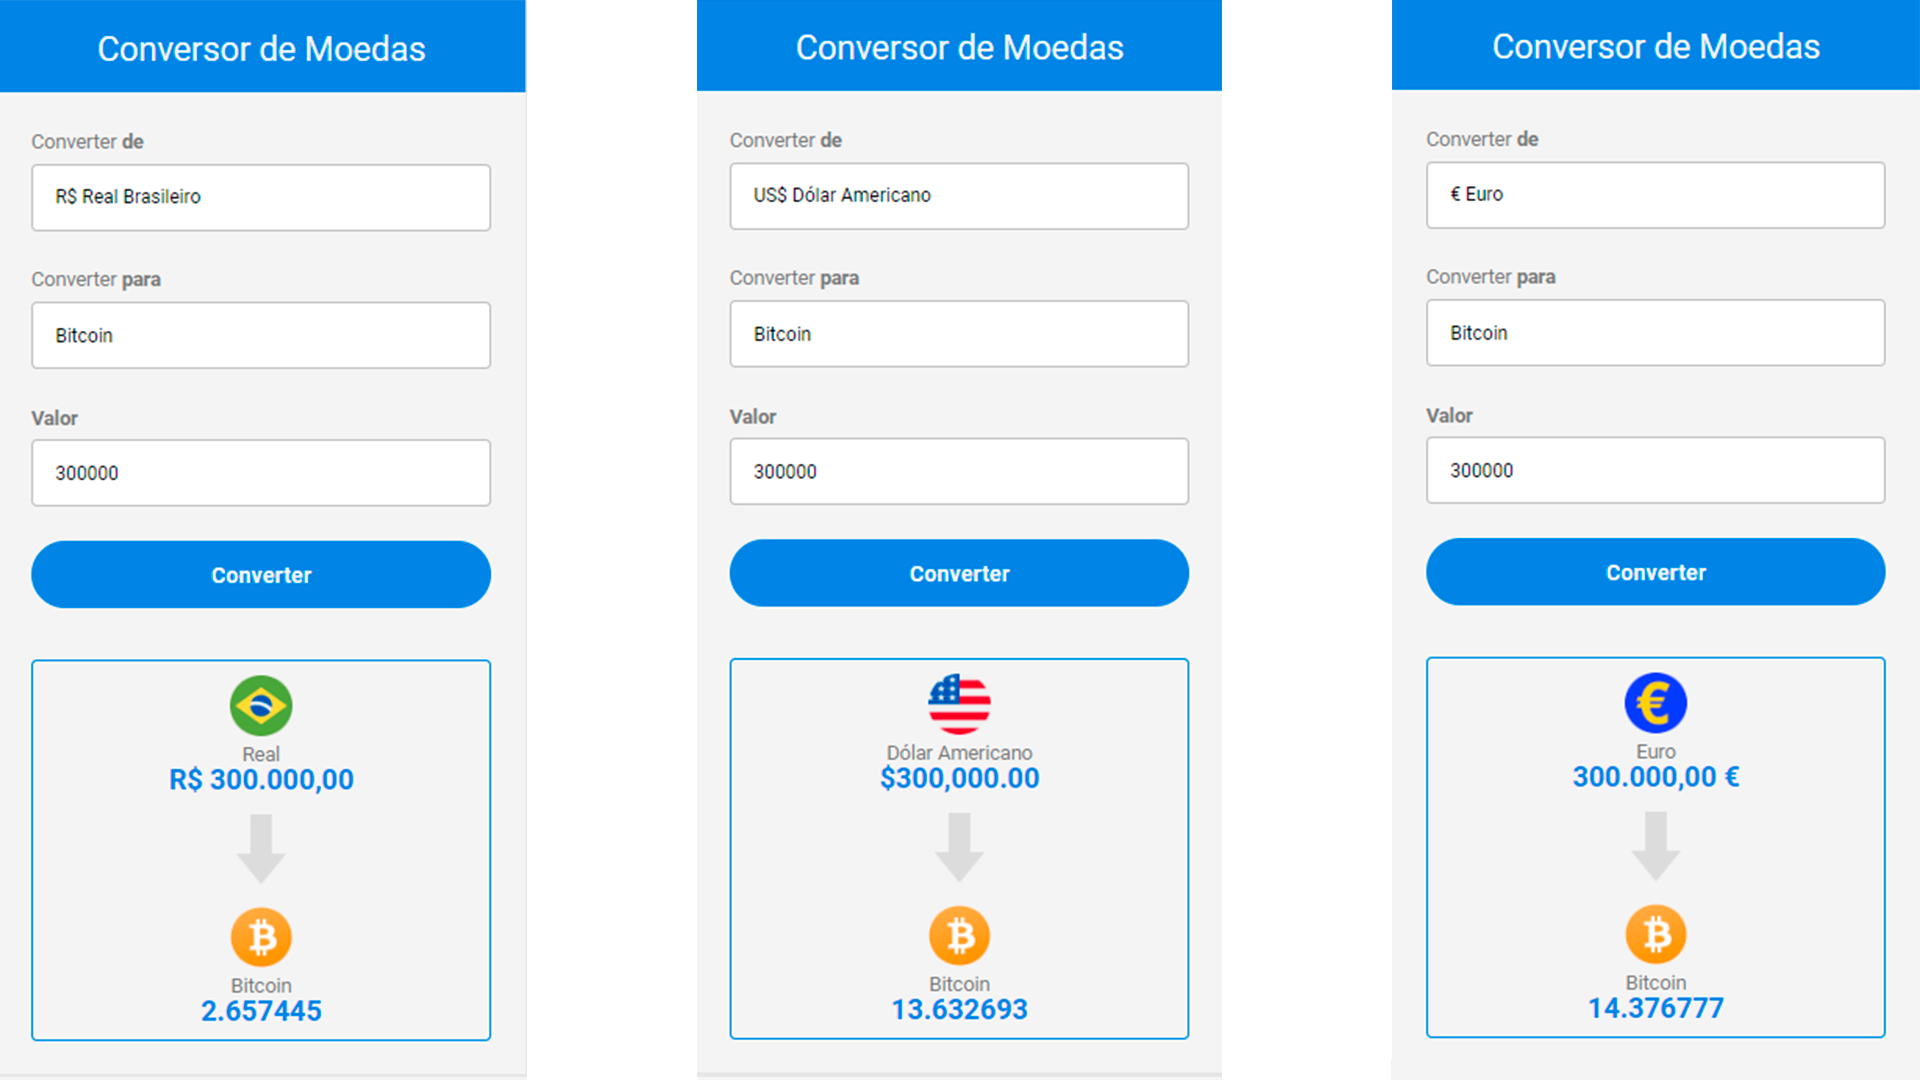 Conversor de Moedas
Converter de
R$ Real Brasileiro
Converter para
Bitcoin
Valor
300000
Converter
Real
R$ 300.000,00
Bitcoin
2.657445
Conversor de Moedas
Converter de
US$ Dólar Americano
Converter para
Bitcoin
Valor
300000
Converter
Dólar Americano
$300,000.00
Bitcoin
13.632693
Conversor de Moedas
Converter de
€ Euro
Converter para
Bitcoin
Valor
300000
Converter
€
Euro
300.000,00 €
Bitcoin
14.376777